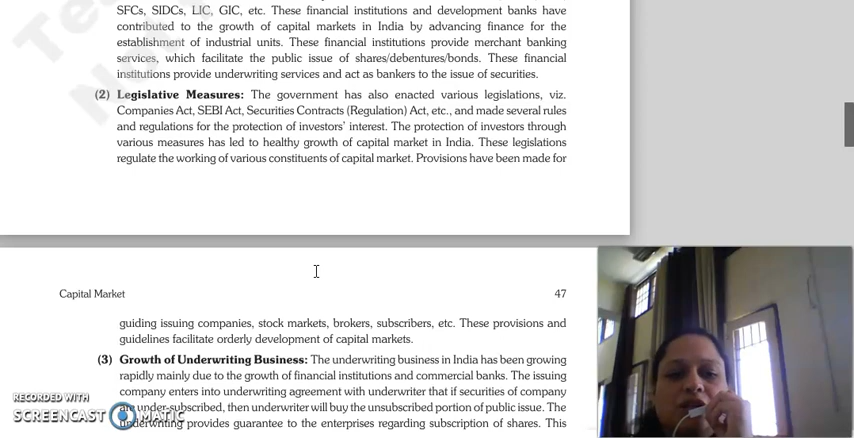 SFCs, SIDCs, LIC, GIC, etc. These financial institutions and development banks have
contributed to the growth of capital markets in India by advancing finance for the
establishment of industrial units. These financial institutions provide merchant banking
services, which facilitate the public issue of shares/debentures/bonds. These financial
institutions provide underwriting services and act as bankers to the issue of securities.
(2) Legislative Measures: The government has also enacted various legislations, viz.
Companies Act, SEBI Act, Securities Contracts (Regulation) Act, etc., and made several rules
and regulations for the protection of investors' interest. The protection of investors through
various measures has led to healthy growth of capital market in India. These legislations
regulate the working of various constituents of capital market. Provisions have been made for
Capital Market 47
guiding issuing companies, stock markets, brokers, subscribers, etc. These provisions and
guidelines facilitate orderly development of capital markets.
(3) Growth of Underwriting Business: The underwriting business in India has been growing
rapidly mainly due to the growth of financial institutions and commercial banks. The issuing
company enters into underwriting agreement with underwriter that if securities of company
are under-subscribed, then underwriter will buy the unsubscribed portion of public issue. The
underwriting provides guarantee to the enterprises regarding subscription of shares. This
RECORDED WITH
SCREENCAST MATIC